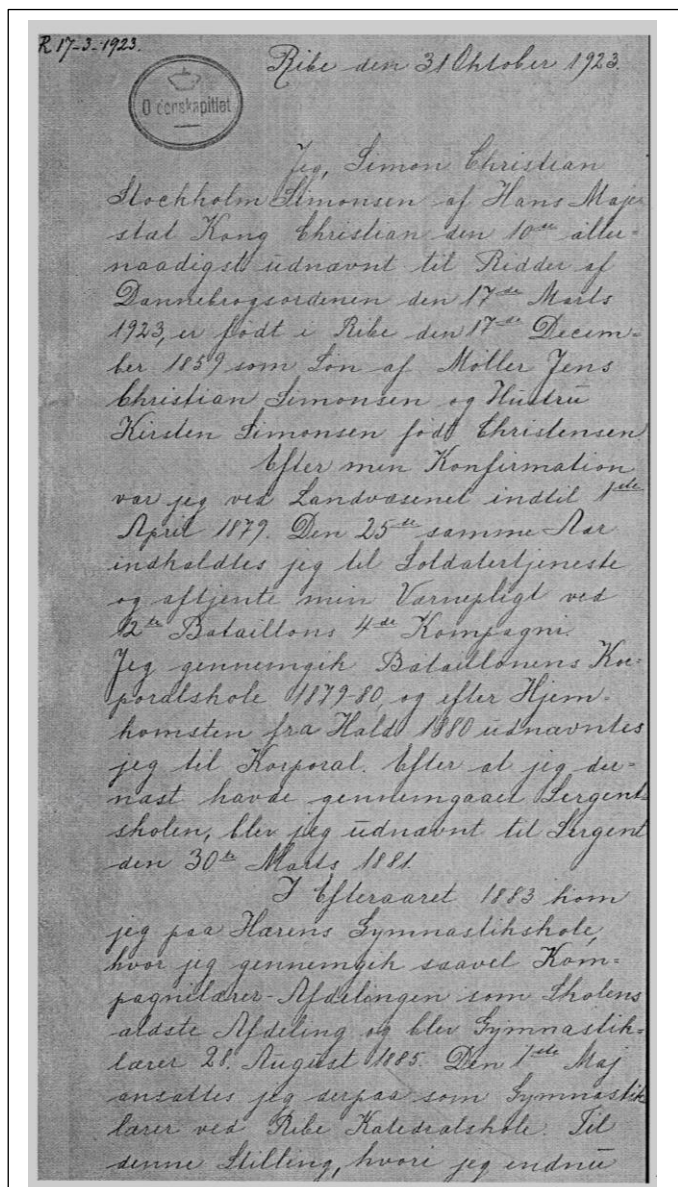 R. 17-3-1923.
Ribe den 31 Oktober 1923.
Ordenskapitlet
Jeg, Simon Christian
Stockholm Simonsen af Hans Maje-
stæt Kong Christian den 10de aller-
naadigst udnævnt til Ridder af
Dannebrogsordenen den 17de Marts
1923, er født i Ribe den 17de Decem-
ber 1859 som Søn af Møller Jens
Christian Simonsen og Hustru
Kirsten Simonsen født Christensen
Efter min Konfirmation
var jeg ved Landvæsenet indtil 1ste
April 1879. Den 25de samme Aar
indkaldtes jeg til Soldatertjeneste
og aftjente min Værnepligt ved
12te Bataillons 4de Kompagni.
Jeg gennemgik Bataillonens Kor-
poralskole 1879-80, og efter Hjem-
komsten fra Hald 1880 udnævntes
jeg til Korporal. Efter at jeg der-
næst havde gennemgaaet Sergent-
skolen, blev jeg udnævnt til Sergent
den 30te Marts 1881.
I Efteraaret 1883 kom
jeg paa Hærens Gymnastikskole,
hvor jeg gennemgik saavel Kom-
pagnilærer-Afdelingen som Skolens
ældste Afdeling og blev Gymnastik-
lærer 28. August 1885. Den 1ste Maj
ansattes jeg derpaa som Gymnastik
lærer ved Ribe Katedralskole. Til
denne Stilling, hvori jeg endnu